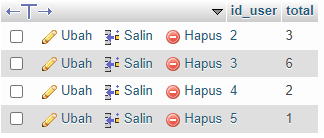 id_user total
Ubah Salin Hapus 2 3
Ubah Salin Hapus 3 6
Ubah Salin Hapus 4 2
Ubah Salin Hapus 5 1